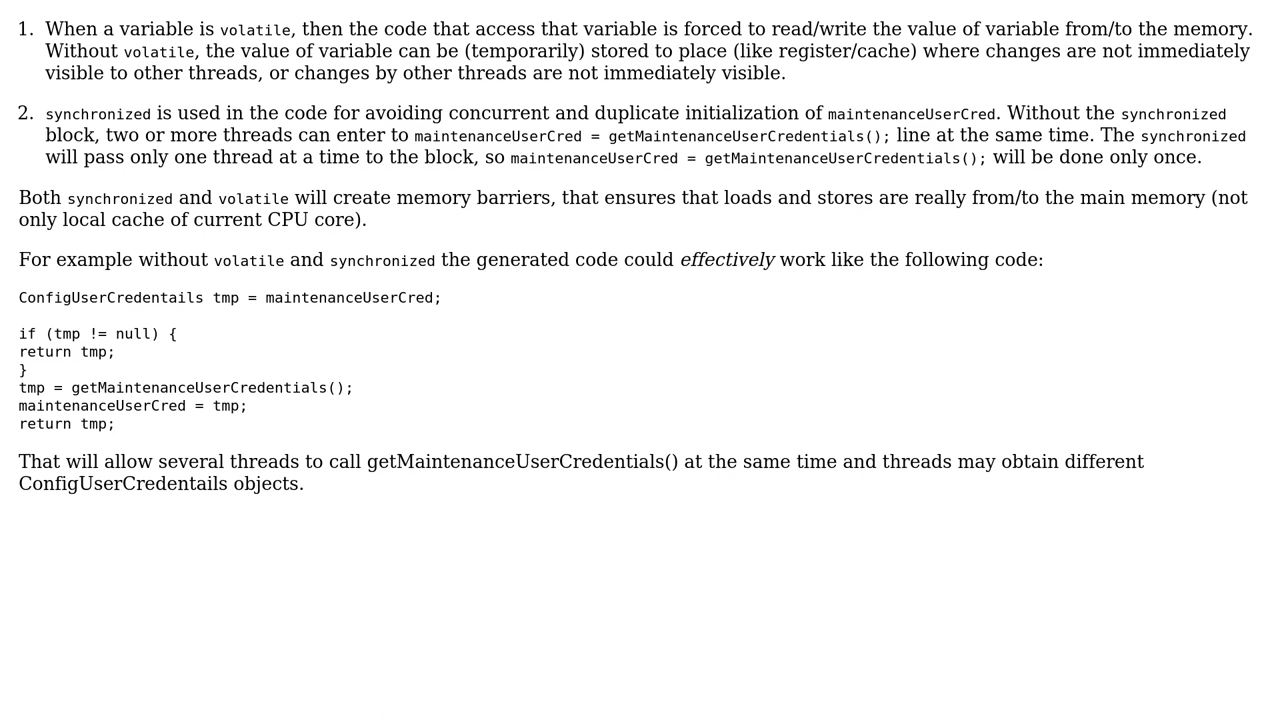 1. When a variable is volatile, then the code that access that variable is forced to read/write the value of variable from/to the memory.
Without volatile, the value of variable can be (temporarily) stored to place (like register/cache) where changes are not immediately
visible to other threads, or changes by other threads are not immediately visible.
2. synchronized is used in the code for avoiding concurrent and duplicate initialization of maintenanceUserCred. Without the synchronized
block, two or more threads can enter to maintenanceUserCred = getMaintenanceUserCredentials(); line at the same time. The synchronized
will pass only one thread at a time to the block, so maintenanceUserCred = getMaintenanceUserCredentials(); will be done only once.
Both synchronized and volatile will create memory barriers, that ensures that loads and stores are really from/to the main memory (not
only local cache of current CPU core).
For example without volatile and synchronized the generated code could effectively work like the following code:
ConfigUserCredentails tmp = maintenanceUserCred;
if (tmp != null) {
return tmp;
}
tmp = getMaintenanceUserCredentials();
maintenanceUserCred = tmp;
return tmp;
That will allow several threads to call getMaintenanceUserCredentials() at the same time and threads may obtain different
ConfigUserCredentails objects.